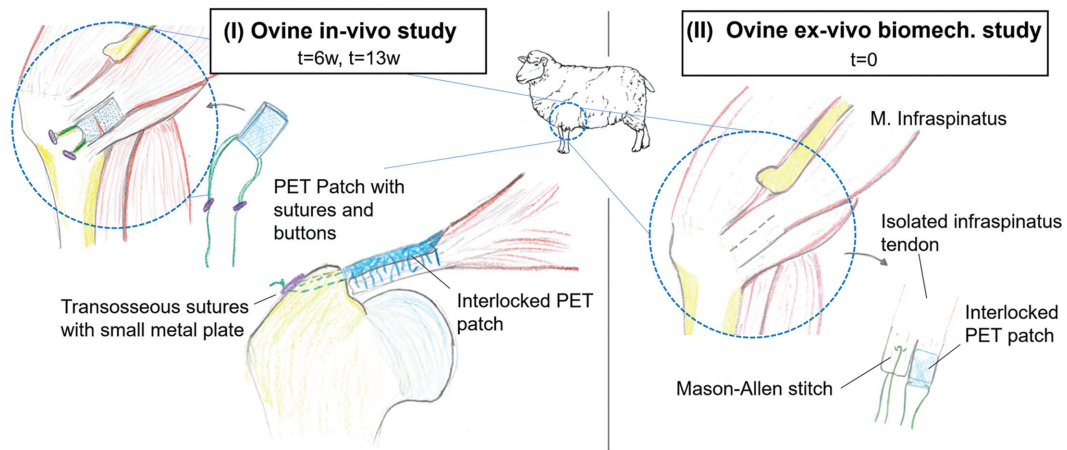 (I) Ovine in-vivo study
t=6w, t=13w
PET Patch with
sutures and
buttons
Transosseous sutures
with small metal plate
Interlocked PET
patch
(II) Ovine ex-vivo biomech. study
t=0
M. Infraspinatus
Isolated infraspinatus
tendon
Interlocked
PET patch
Mason-Allen stitch